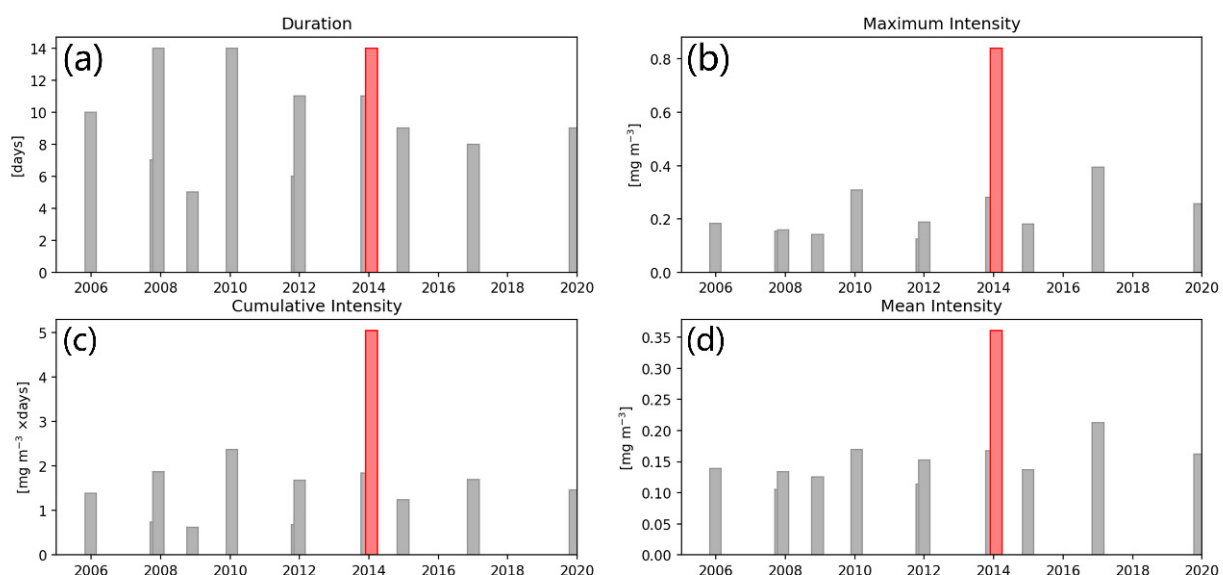 Duration
(a)
[days]
14
12
10
8
6
4
2
0
2006 2008 2010 2012 2014 2016 2018 2020
Maximum Intensity
(b)
[mg m⁻³]
0.8
0.6
0.4
0.2
0.0
2006 2008 2010 2012 2014 2016 2018 2020
Cumulative Intensity
(c)
[mg m⁻³ ×days]
5
4
3
2
1
0
2006 2008 2010 2012 2014 2016 2018 2020
Mean Intensity
(d)
[mg m⁻³]
0.35
0.30
0.25
0.20
0.15
0.10
0.05
0.00
2006 2008 2010 2012 2014 2016 2018 2020